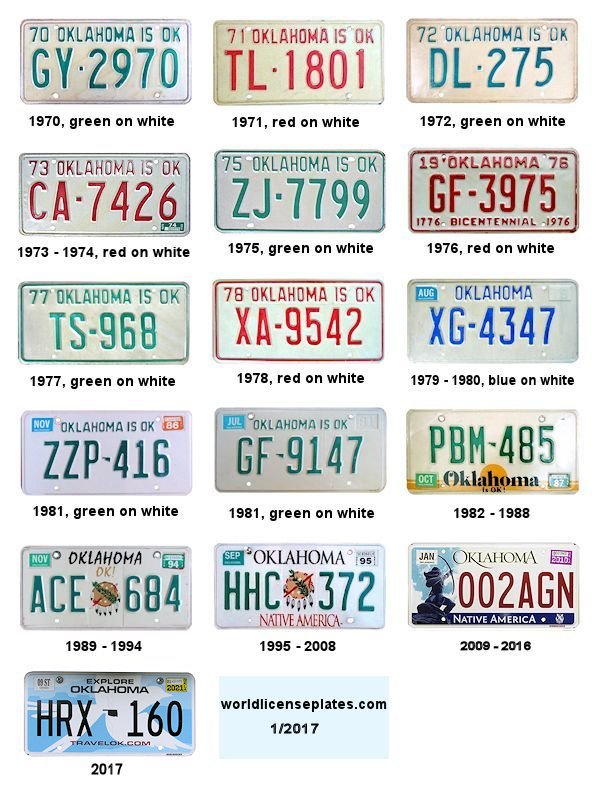 70 OKLAHOMA IS OK
GY·2970
1970, green on white
71 OKLAHOMA IS OK
TL·1801
1971, red on white
72 OKLAHOMA IS OK
DL·275
1972, green on white
73 OKLAHOMA IS OK
CA-7426
74
1973 - 1974, red on white
75 OKLAHOMA IS OK
ZJ·7799
1975, green on white
19 OKLAHOMA 76
GF-3975
1776 - BICENTENNIAL - 1976
1976, red on white
77 OKLAHOMA IS OK
TS-968
1977, green on white
78 OKLAHOMA IS OK
XA-9542
1978, red on white
AUG OKLAHOMA
XG-4347
1979 - 1980, blue on white
NOV OKLAHOMA IS OK 86
ZZP-416
1981, green on white
JUL OKLAHOMA IS OK
GF-9147
1981, green on white
PBM-485
OCT Oklahoma 87
Is OK!
1982 - 1988
NOV OKLAHOMA 94
OK!
ACE 684
1989 - 1994
SEP OKLAHOMA 95
HHC 372
NATIVE AMERICA
1995 - 2008
JAN OKLAHOMA 2010
002AGN
NATIVE AMERICA
2009 - 2016
09 ST EXPLORE 2021
OKLAHOMA
HRX - 160
TRAVELOK.COM
2017
worldlicenseplates.com
1/2017